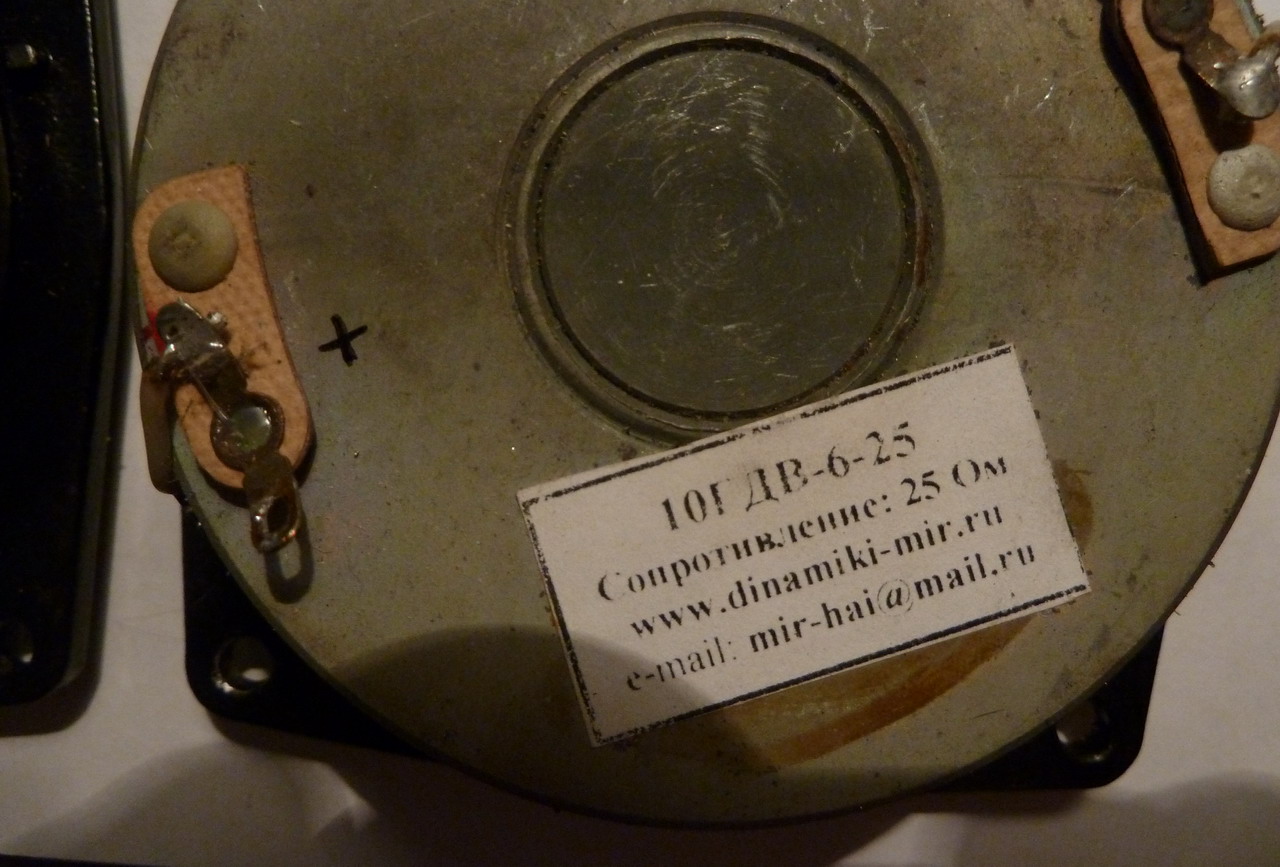 +
10ГДВ-6-25
Сопротивление: 25 Ом
www.dinamiki-mir.ru
e-mail: mir-hai@mail.ru